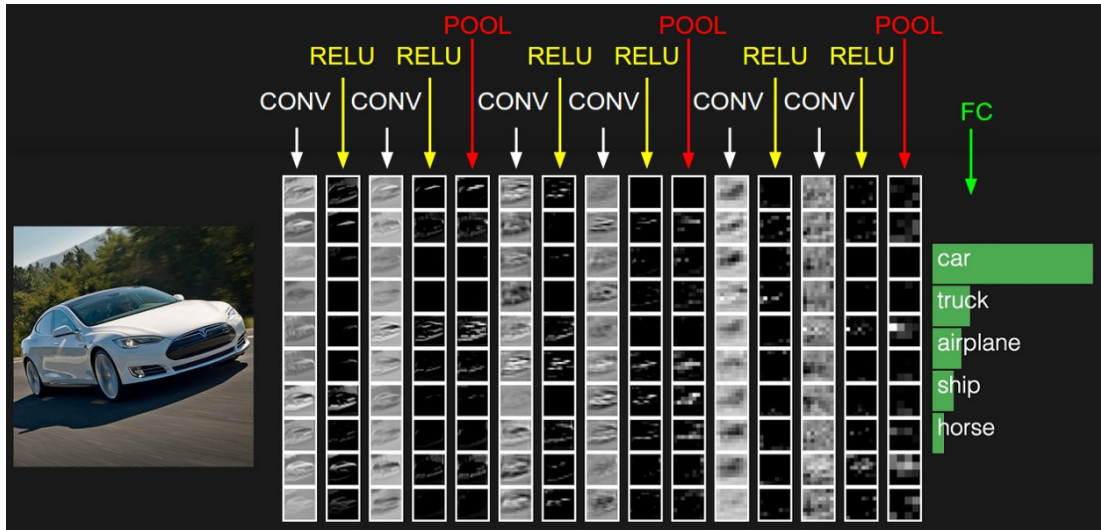 POOL POOL POOL
RELU RELU RELU RELU RELU RELU
CONV CONV CONV CONV CONV CONV
FC
car
truck
airplane
ship
horse